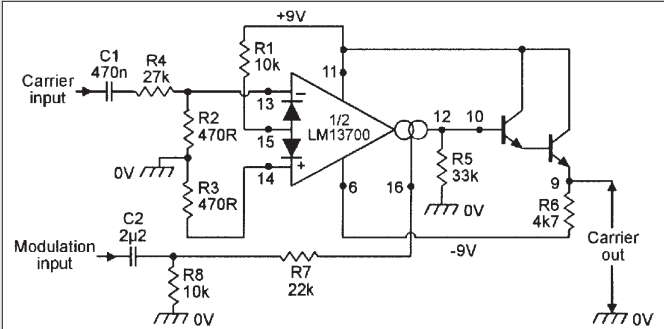 +9V
C1
470n
R4
27k
R1
10k
11
Carrier
input
13
–
1/2
LM13700
12
10
R2
470R
15
0V
14
+
R5
33k
0V
6
16
9
R3
470R
R6
4k7
C2
2µ2
-9V
Carrier
out
Modulation
input
R8
10k
R7
22k
0V
0V